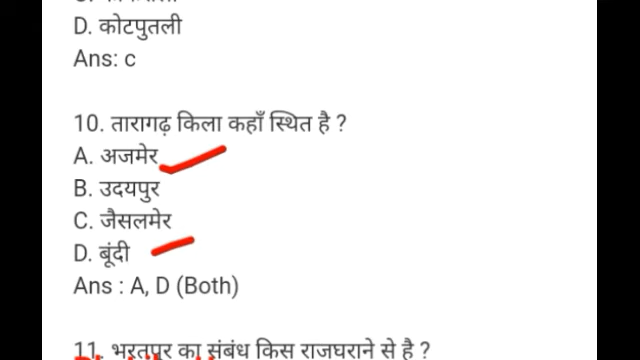 D. कोटपुतली
Ans: c
10. तारागढ़ किला कहाँ स्थित है ?
A. अजमेर
B. उदयपुर
C. जैसलमेर
D. बूंदी
Ans : A, D (Both)
11. भरतपुर का संबंध किस राजघराने से है ?